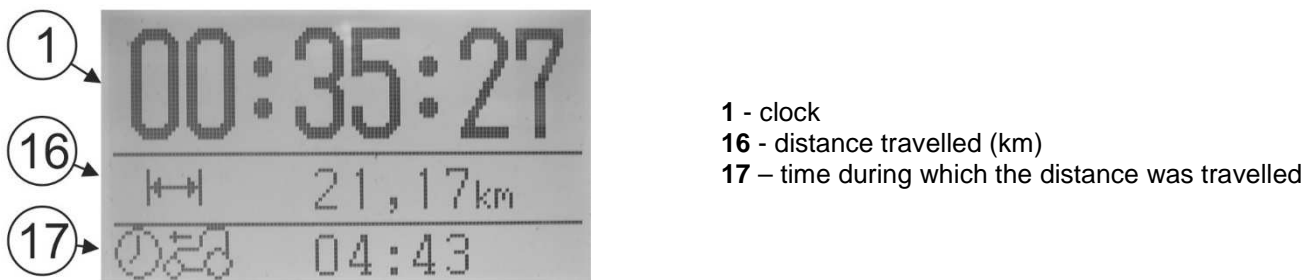 1
00:35:27
16
21,17km
17
04:43
1 - clock
16 - distance travelled (km)
17 – time during which the distance was travelled